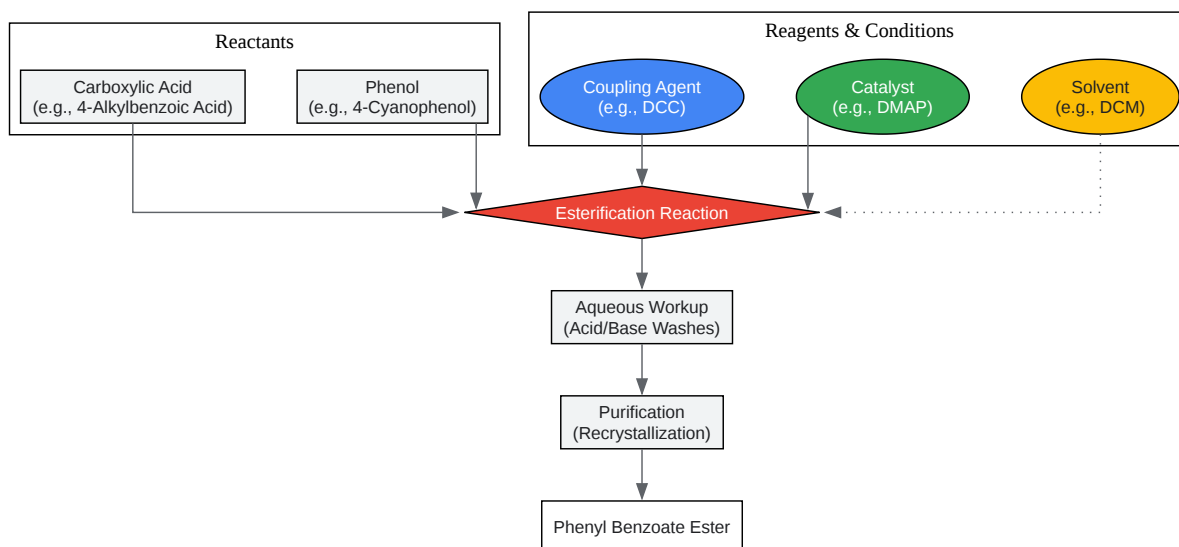 Reactants
Carboxylic Acid
(e.g., 4-Alkylbenzoic Acid)
Phenol
(e.g., 4-Cyanophenol)
Reagents & Conditions
Coupling Agent
(e.g., DCC)
Catalyst
(e.g., DMAP)
Solvent
(e.g., DCM)
Esterification Reaction
Aqueous Workup
(Acid/Base Washes)
Purification
(Recrystallization)
Phenyl Benzoate Ester